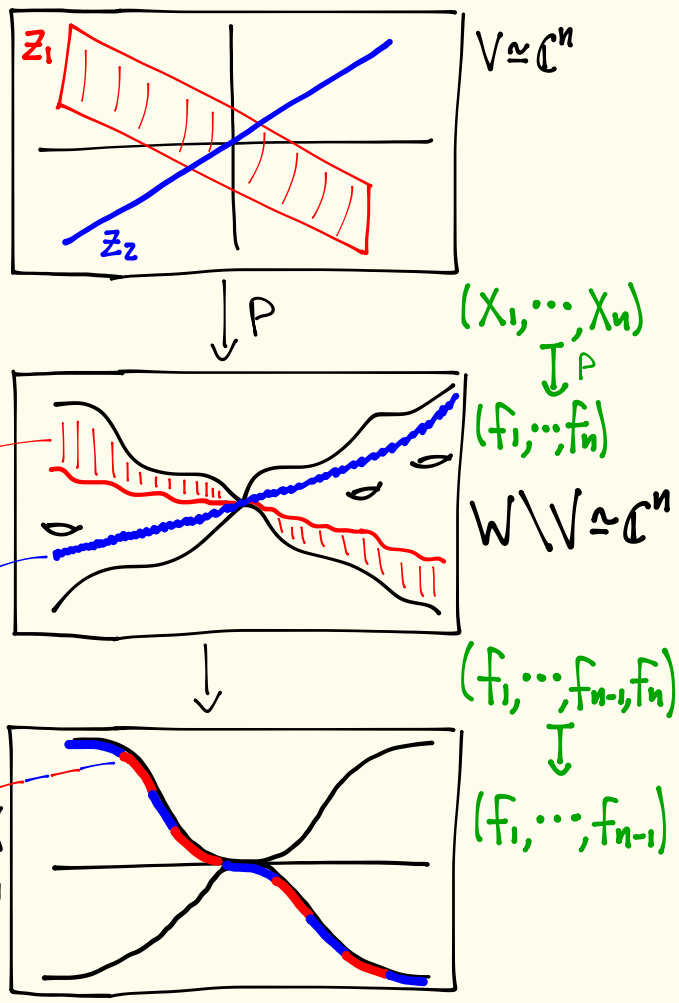 Z₁
V ≃ ℂⁿ
Z₂
P
(x₁,⋯,xₙ)
P
(f₁,⋯,fₙ)
W\V ≃ ℂⁿ
(f₁,⋯,fₙ₋₁,fₙ)
(f₁,⋯,fₙ₋₁)